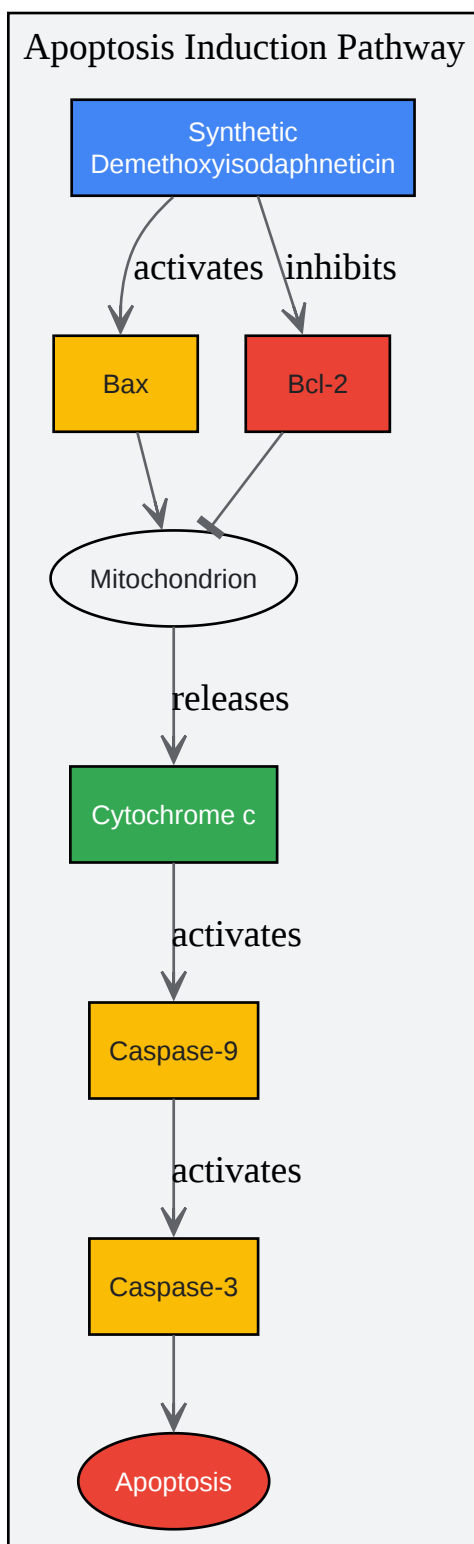 Apoptosis Induction Pathway
Synthetic
Demethoxyisodaphneticin
activates
inhibits
Bax
Bcl-2
Mitochondrion
releases
Cytochrome c
activates
Caspase-9
activates
Caspase-3
Apoptosis